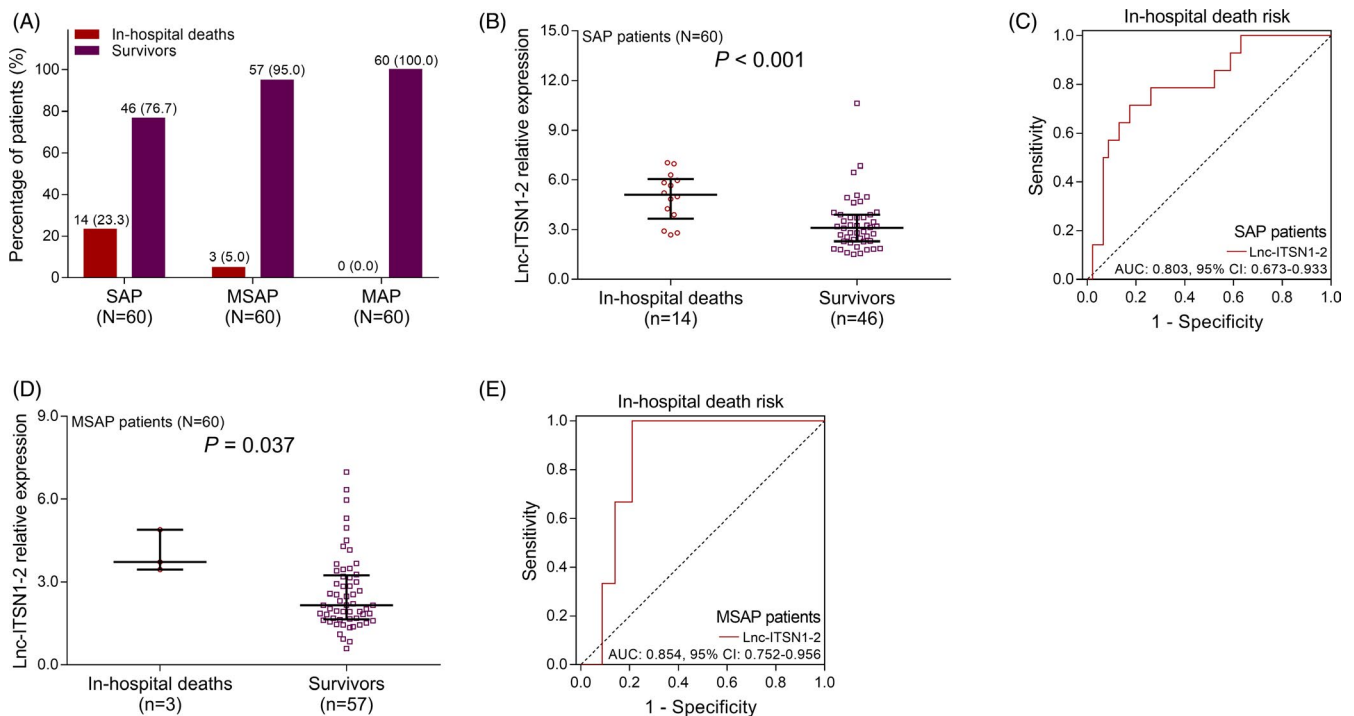 (A)
In-hospital deaths
Survivors
Percentage of patients (%)
100
80
60
40
20
0
14 (23.3)
46 (76.7)
3 (5.0)
57 (95.0)
0 (0.0)
60 (100.0)
SAP
(N=60)
MSAP
(N=60)
MAP
(N=60)
(B)
SAP patients (N=60)
P < 0.001
Lnc-ITSN1-2 relative expression
15.0
12.0
9.0
6.0
3.0
0.0
In-hospital deaths
(n=14)
Survivors
(n=46)
(C)
In-hospital death risk
Sensitivity
1.0
0.8
0.6
0.4
0.2
0.0
SAP patients
Lnc-ITSN1-2
AUC: 0.803, 95% CI: 0.673-0.933
0.0 0.2 0.4 0.6 0.8 1.0
1 - Specificity
(D)
MSAP patients (N=60)
P = 0.037
Lnc-ITSN1-2 relative expression
9.0
6.0
3.0
0.0
In-hospital deaths
(n=3)
Survivors
(n=57)
(E)
In-hospital death risk
Sensitivity
1.0
0.8
0.6
0.4
0.2
0.0
MSAP patients
Lnc-ITSN1-2
AUC: 0.854, 95% CI: 0.752-0.956
0.0 0.2 0.4 0.6 0.8 1.0
1 - Specificity